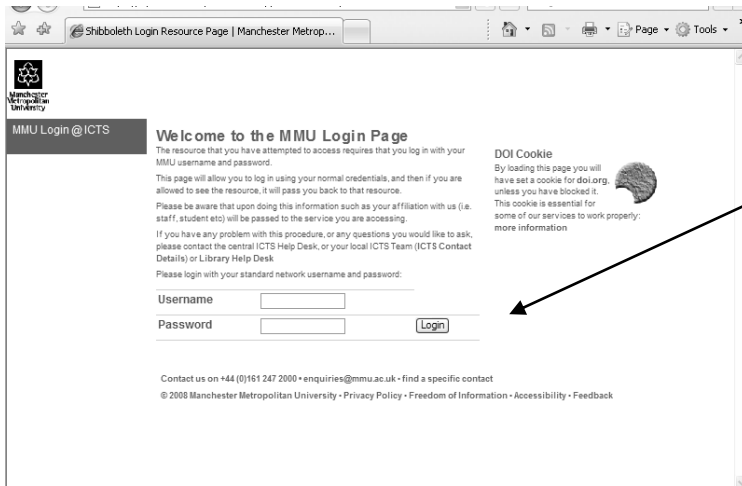 Shibboleth Login Resource Page | Manchester Metrop...
Page
Tools
Manchester
Metropolitan
University
MMU Login @ ICTS
Welcome to the MMU Login Page
The resource that you have attempted to access requires that you log in with your
MMU username and password.
This page will allow you to log in using your normal credentials, and then if you are
allowed to see the resource, it will pass you back to that resource.
Please be aware that upon doing this information such as your affiliation with us (i.e.
staff, student etc) will be passed to the service you are accessing.
If you have any problem with this procedure, or any questions you would like to ask,
please contact the central ICTS Help Desk, or your local ICTS Team (ICTS Contact
Details) or Library Help Desk
Please login with your standard network username and password:
Username
Password
Login
DOI Cookie
By loading this page you will
have set a cookie for doi.org,
unless you have blocked it.
This cookie is essential for
some of our services to work properly:
more information
Contact us on +44 (0)161 247 2000 • enquiries@mmu.ac.uk • find a specific contact
© 2008 Manchester Metropolitan University • Privacy Policy • Freedom of Information • Accessibility • Feedback